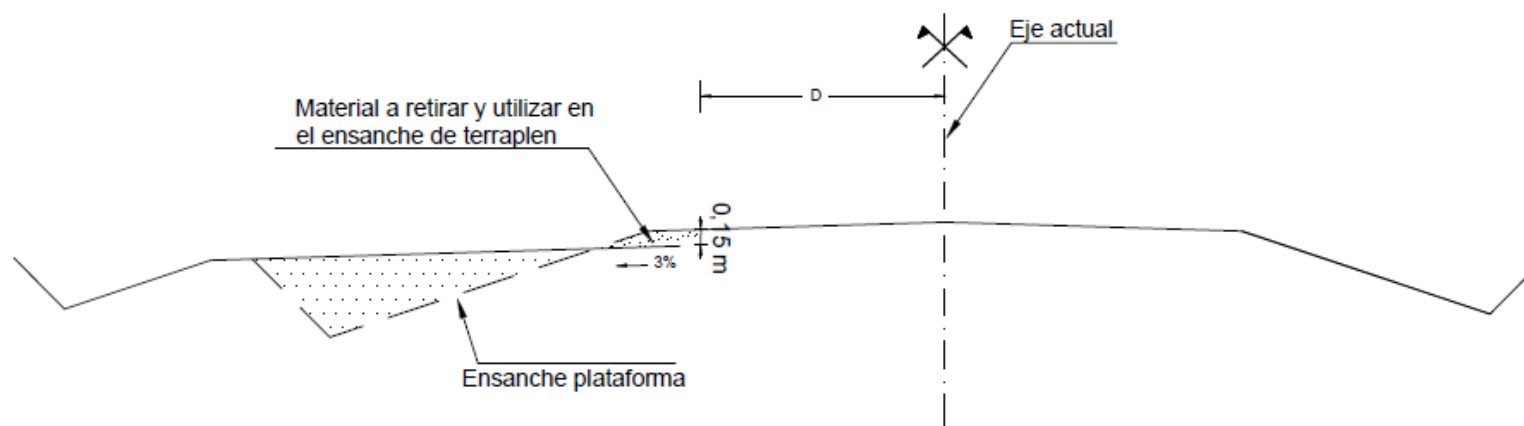 Eje actual
D
Material a retirar y utilizar en
el ensanche de terraplen
0,15 m
3%
Ensanche plataforma